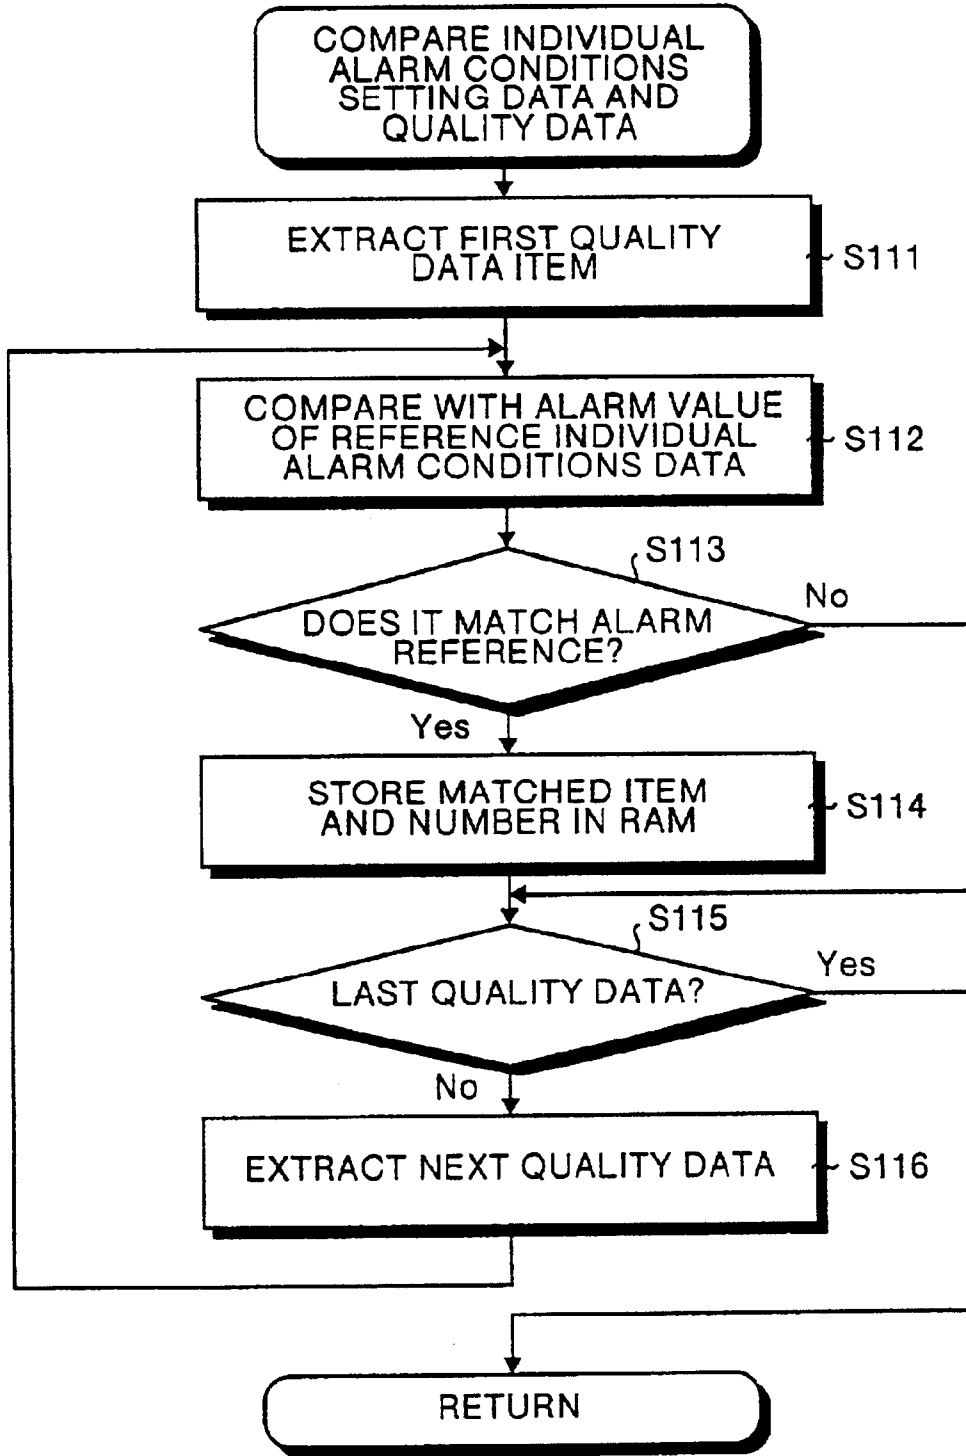 COMPARE INDIVIDUAL
ALARM CONDITIONS
SETTING DATA AND
QUALITY DATA
EXTRACT FIRST QUALITY
DATA ITEM
S111
COMPARE WITH ALARM VALUE
OF REFERENCE INDIVIDUAL
ALARM CONDITIONS DATA
S112
S113
No
DOES IT MATCH ALARM
REFERENCE?
Yes
STORE MATCHED ITEM
AND NUMBER IN RAM
S114
S115
Yes
LAST QUALITY DATA?
No
EXTRACT NEXT QUALITY DATA
S116
RETURN